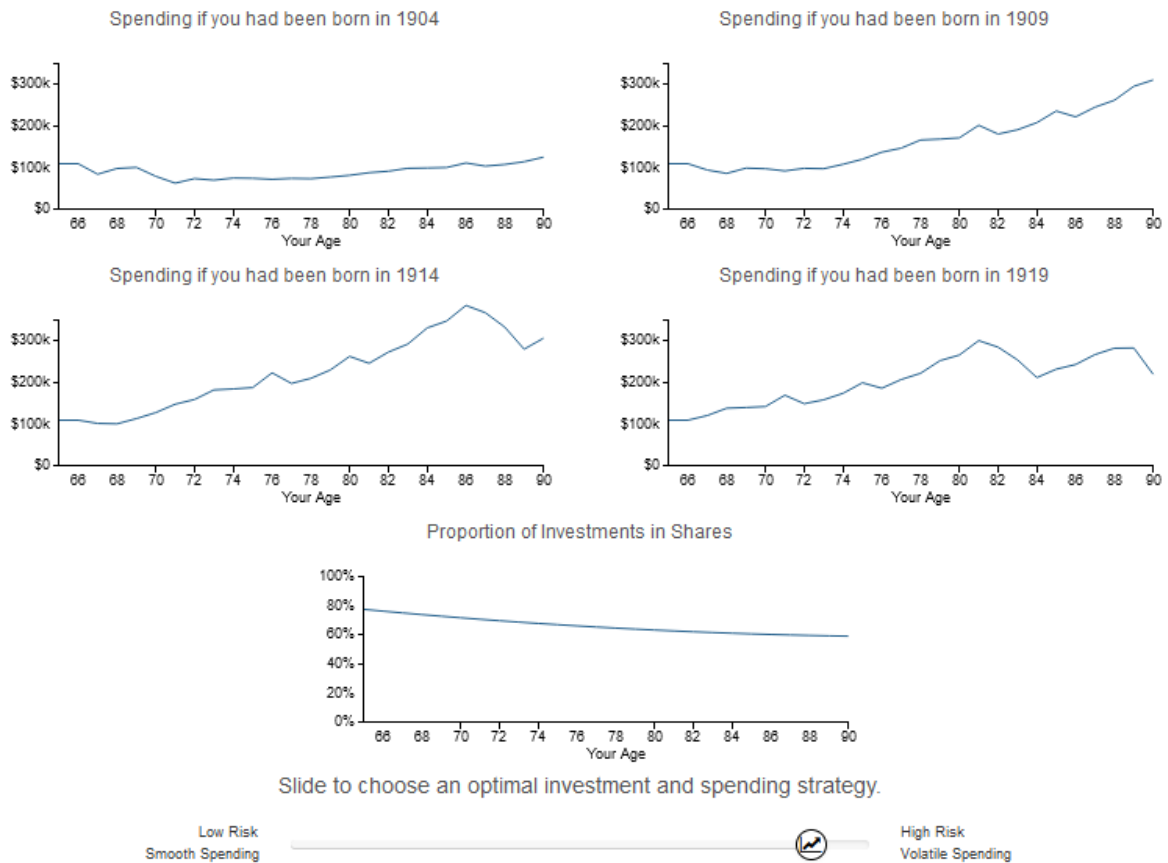 Spending if you had been born in 1904
$300k
$200k
$100k
$0
66 68 70 72 74 76 78 80 82 84 86 88 90
Your Age
Spending if you had been born in 1909
$300k
$200k
$100k
$0
66 68 70 72 74 76 78 80 82 84 86 88 90
Your Age
Spending if you had been born in 1914
$300k
$200k
$100k
$0
66 68 70 72 74 76 78 80 82 84 86 88 90
Your Age
Spending if you had been born in 1919
$300k
$200k
$100k
$0
66 68 70 72 74 76 78 80 82 84 86 88 90
Your Age
Proportion of Investments in Shares
100%
80%
60%
40%
20%
0%
66 68 70 72 74 76 78 80 82 84 86 88 90
Your Age
Slide to choose an optimal investment and spending strategy.
Low Risk
Smooth Spending
High Risk
Volatile Spending